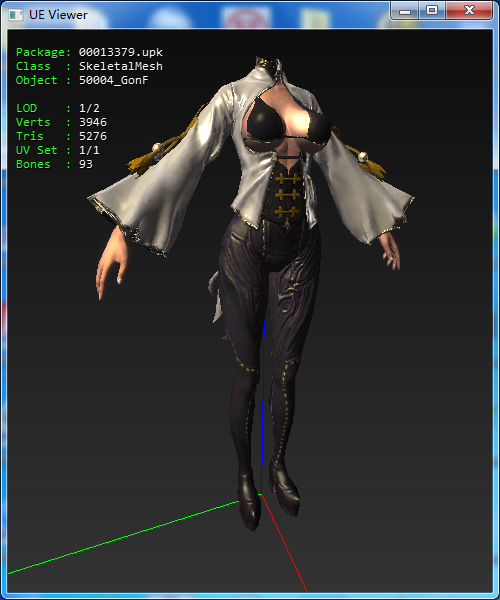 UE Viewer
Package: 00013379.upk
Class : SkeletalMesh
Object : 50004_GonF
LOD : 1/2
Verts : 3946
Tris : 5276
UV Set : 1/1
Bones : 93